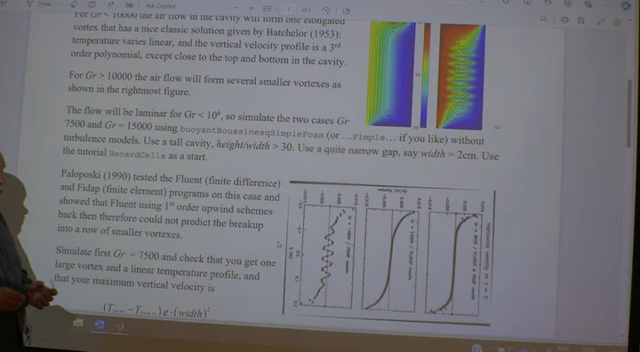 Draw
Ask Copilot
For Gr < 10000 the air flow in the cavity will form one elongated
vortex that has a nice classic solution given by Batchelor (1953):
temperature varies linear, and the vertical velocity profile is a 3rd
order polynomial, except close to the top and bottom in the cavity.
For Gr > 10000 the air flow will form several smaller vortexes as
shown in the rightmost figure.
The flow will be laminar for Gr < 10⁶, so simulate the two cases Gr
7500 and Gr = 15000 using buoyantBoussinesqSimpleFoam (or ...Pimple... if you like) without
turbulence models. Use a tall cavity, height/width > 30. Use a quite narrow gap, say width = 2cm. Use
the tutorial BenardCells as a start.
Paloposki (1990) tested the Fluent (finite difference)
and Fidap (finite element) programs on this case and
showed that Fluent using 1st order upwind schemes
back then therefore could not predict the breakup
into a row of smaller vortexes.
Simulate first Gr = 7500 and check that you get one
large vortex and a linear temperature profile, and
that your maximum vertical velocity is